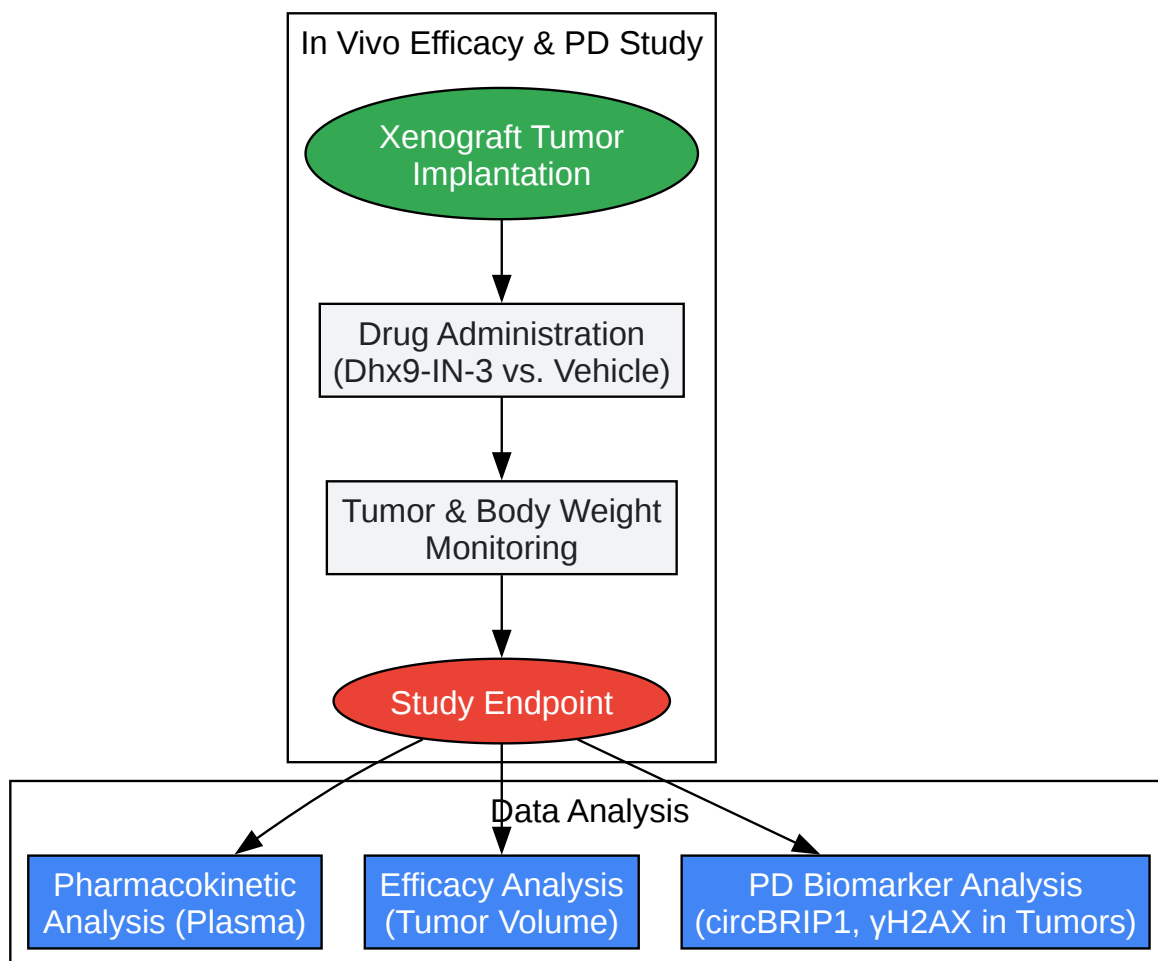 In Vivo Efficacy & PD Study
Xenograft Tumor
Implantation
Drug Administration
(Dhx9-IN-3 vs. Vehicle)
Tumor & Body Weight
Monitoring
Study Endpoint
Data Analysis
Pharmacokinetic
Analysis (Plasma)
Efficacy Analysis
(Tumor Volume)
PD Biomarker Analysis
(circBRIP1, γH2AX in Tumors)